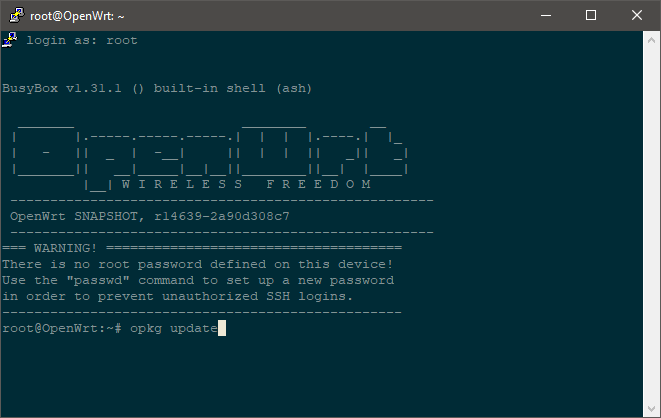 root@OpenWrt: ~
login as: root
BusyBox v1.31.1 () built-in shell (ash)
OpenWrt
W I R E L E S S   F R E E D O M
-----------------------------------------------------
OpenWrt SNAPSHOT, r14639-2a90d308c7
-----------------------------------------------------
=== WARNING! =====================================
There is no root password defined on this device!
Use the "passwd" command to set up a new password
in order to prevent unauthorized SSH logins.
--------------------------------------------------
root@OpenWrt:~# opkg update